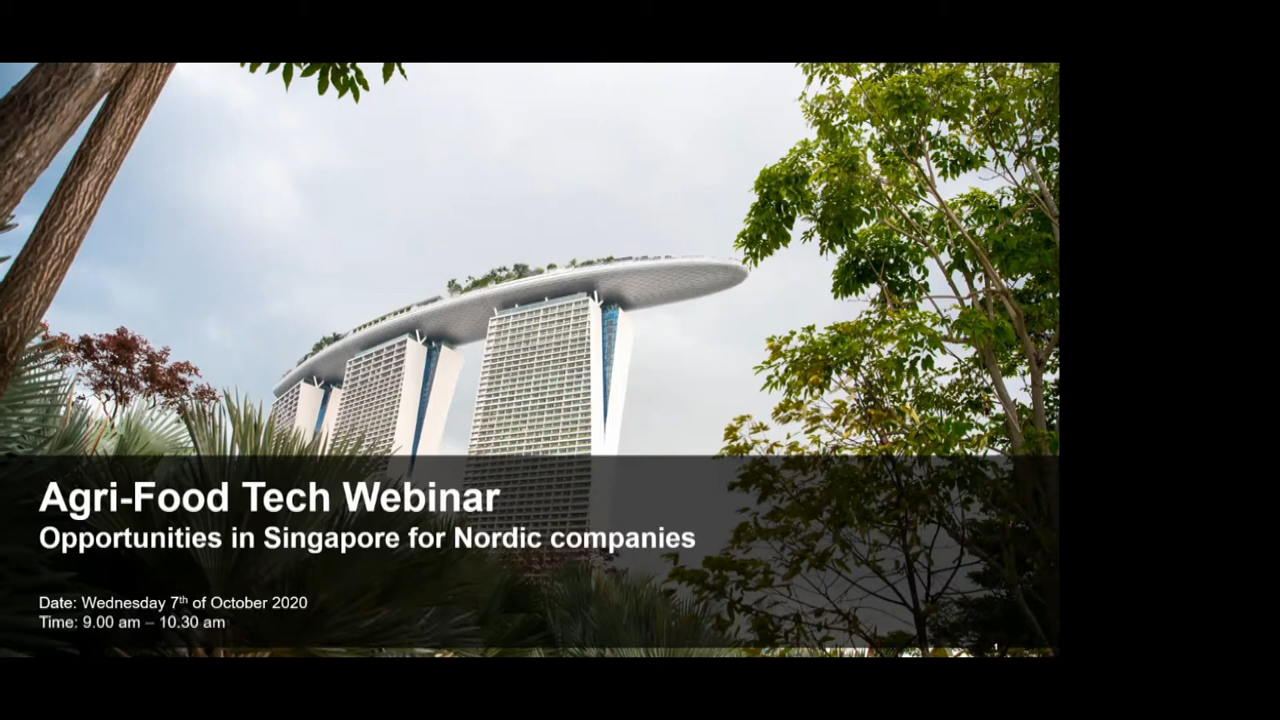 Agri-Food Tech Webinar
Opportunities in Singapore for Nordic companies
Date: Wednesday 7th of October 2020
Time: 9.00 am – 10.30 am